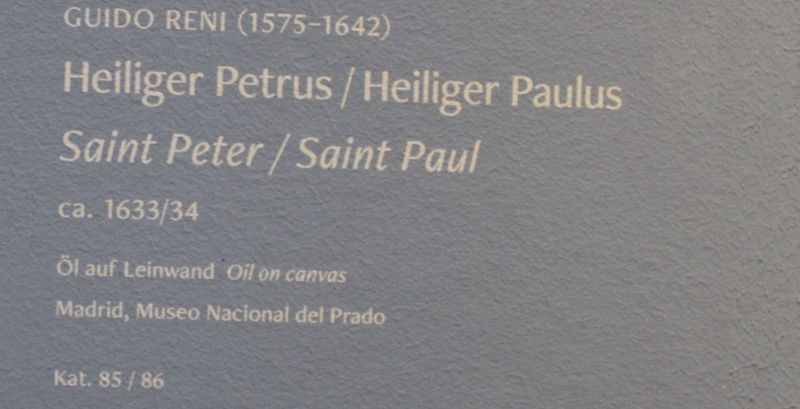 GUIDO RENI (1575–1642)
Heiliger Petrus / Heiliger Paulus
Saint Peter / Saint Paul
ca. 1633/34
Öl auf Leinwand Oil on canvas
Madrid, Museo Nacional del Prado
Kat. 85 / 86